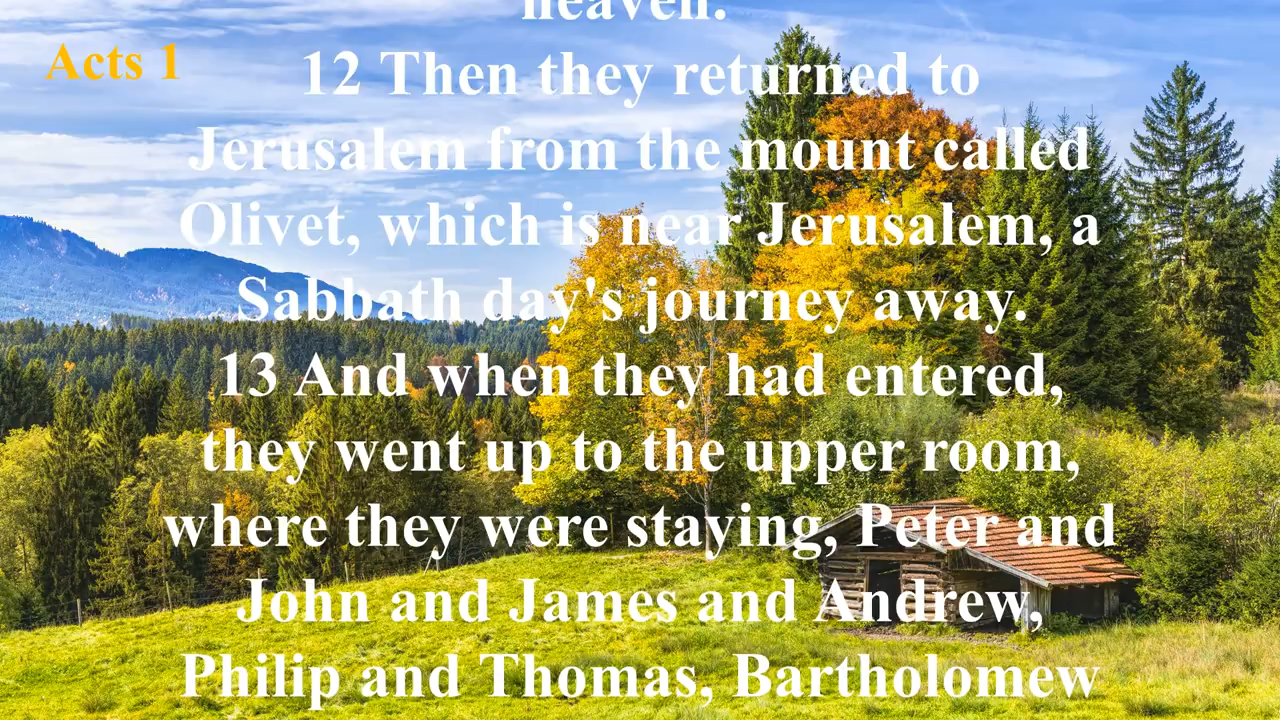 heaven.
Acts 1
12 Then they returned to
Jerusalem from the mount called
Olivet, which is near Jerusalem, a
Sabbath day's journey away.
13 And when they had entered,
they went up to the upper room,
where they were staying, Peter and
John and James and Andrew,
Philip and Thomas, Bartholomew